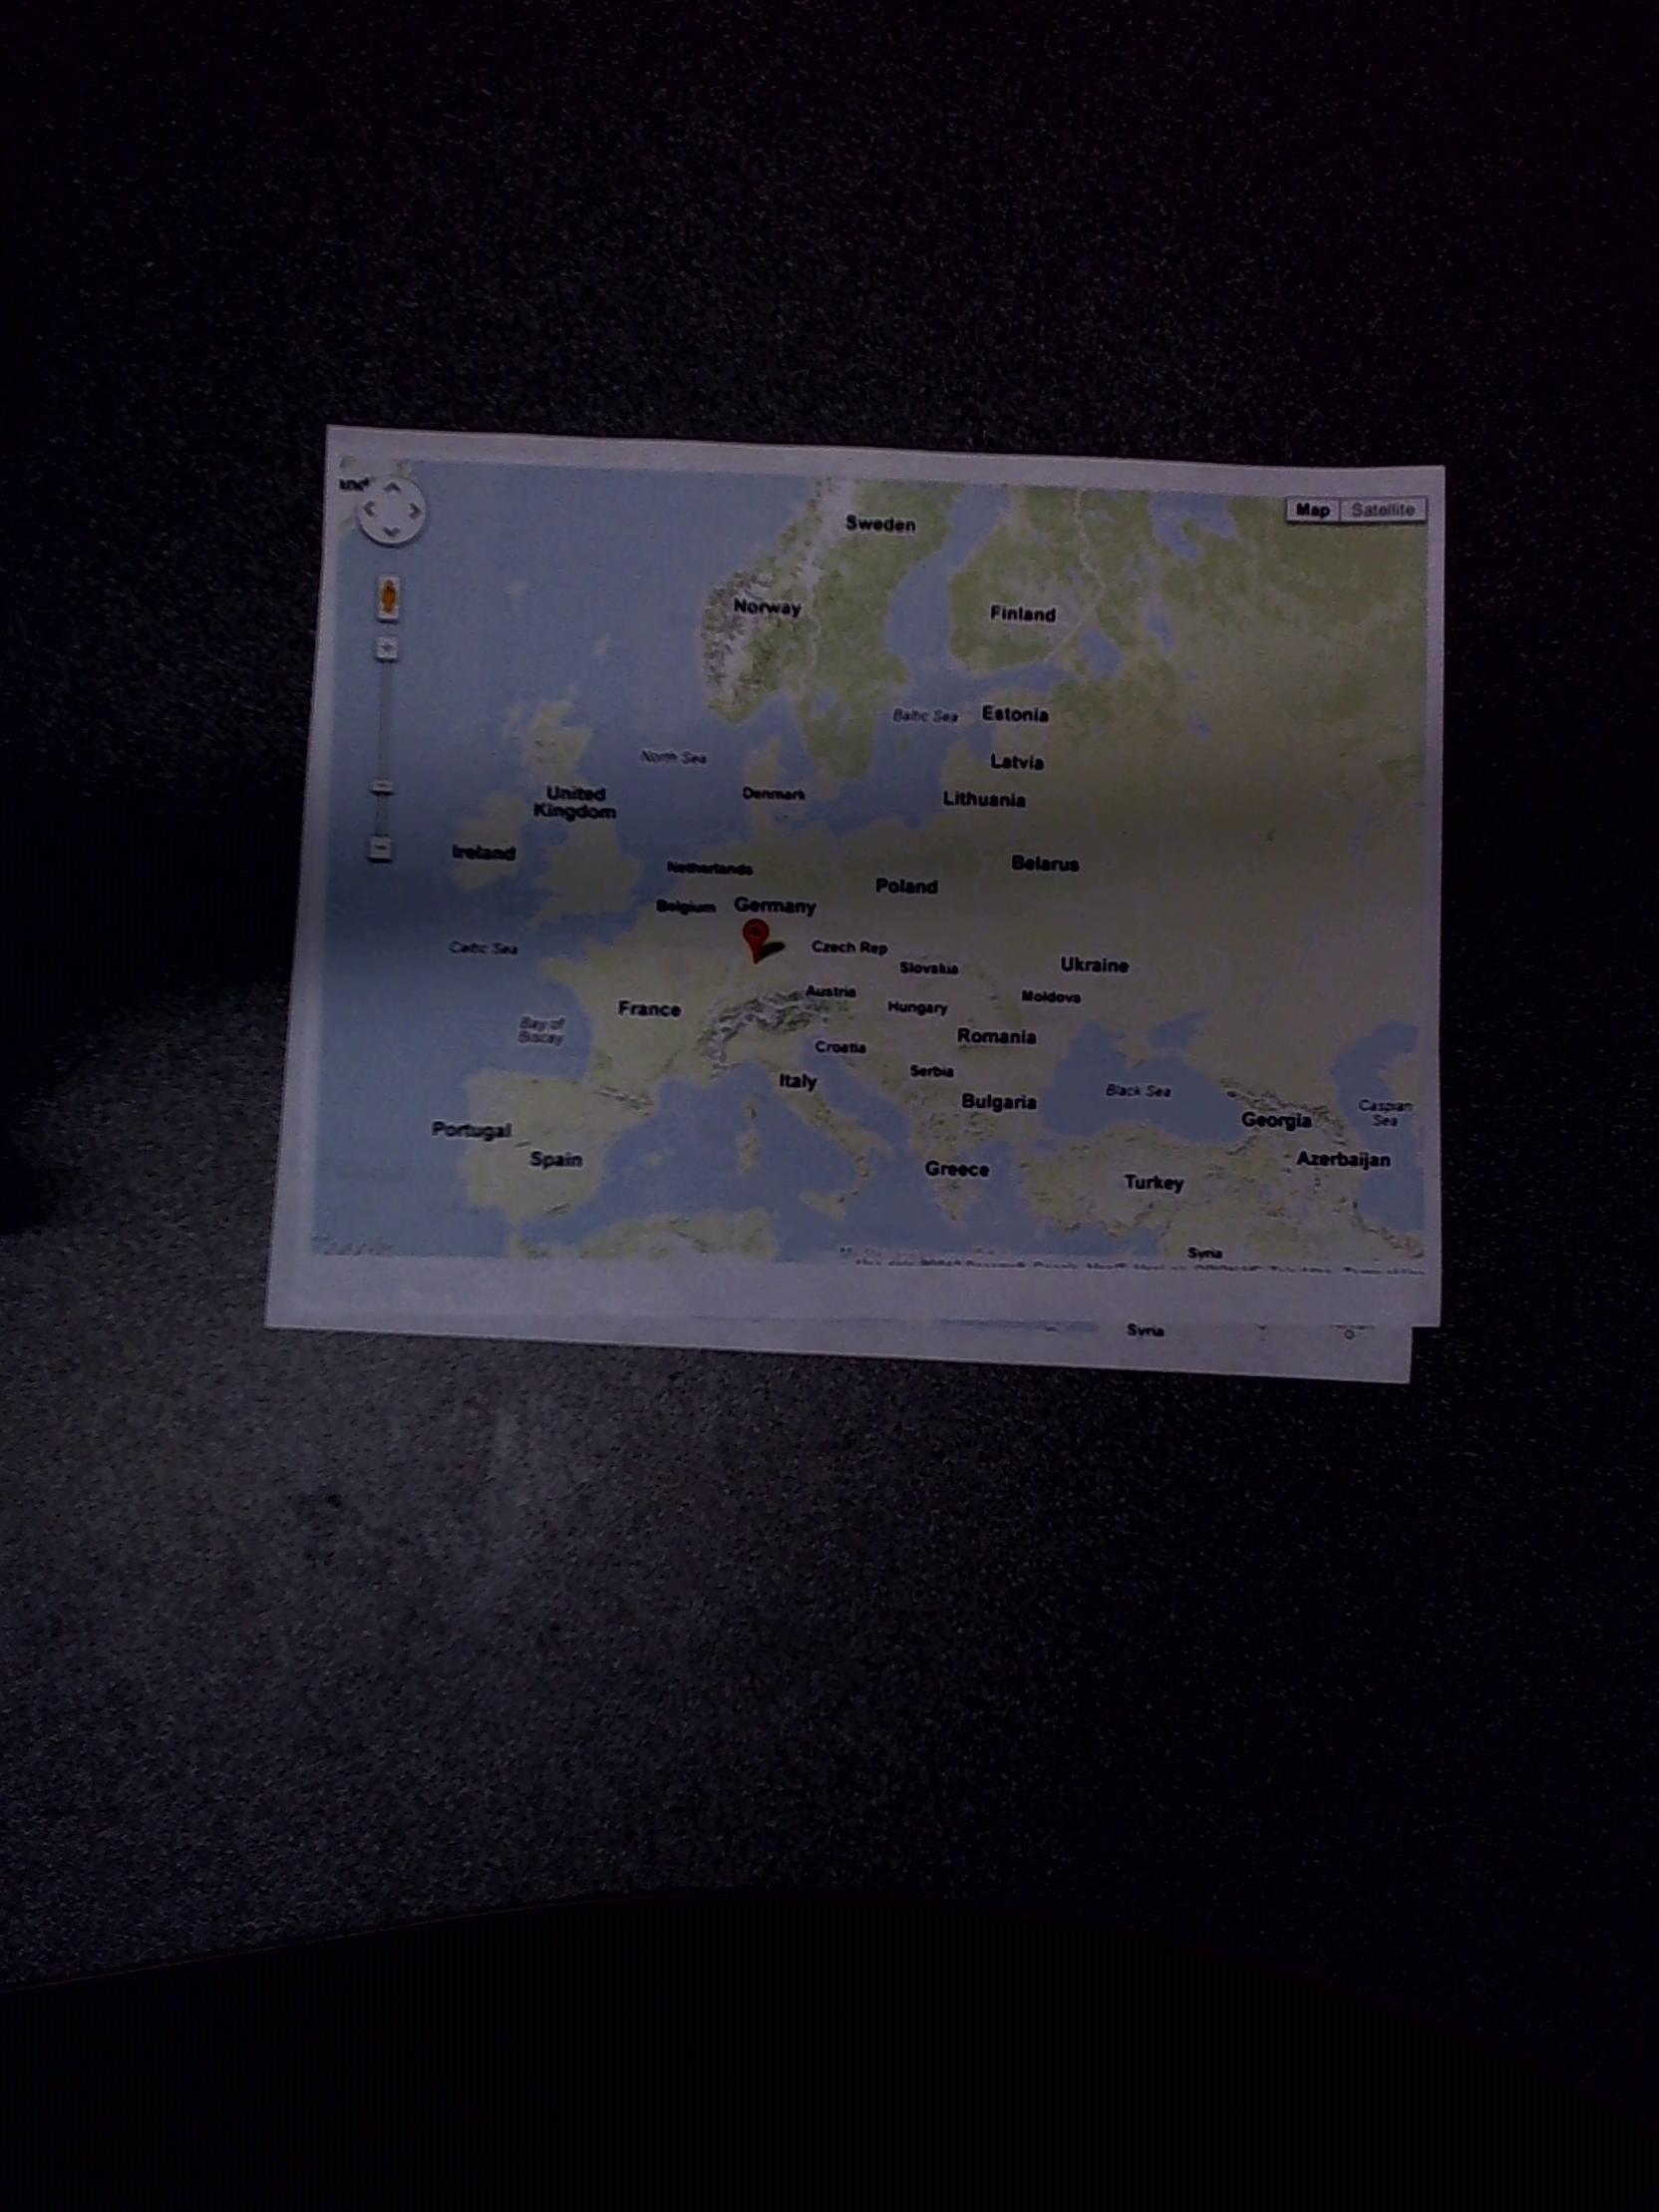 Map Satellite
Sweden
Norway
Finland
Baltic Sea
Estonia
North Sea
Latvia
United
Kingdom
Denmark
Lithuania
Ireland
Netherlands
Belarus
Poland
Belgium
Germany
Celtic Sea
Czech Rep
Slovakia
Ukraine
Austria
Moldova
France
Hungary
Bay of
Biscay
Romania
Croatia
Serbia
Italy
Black Sea
Bulgaria
Caspian
Sea
Georgia
Portugal
Spain
Azerbaijan
Greece
Turkey
Syria
Syria